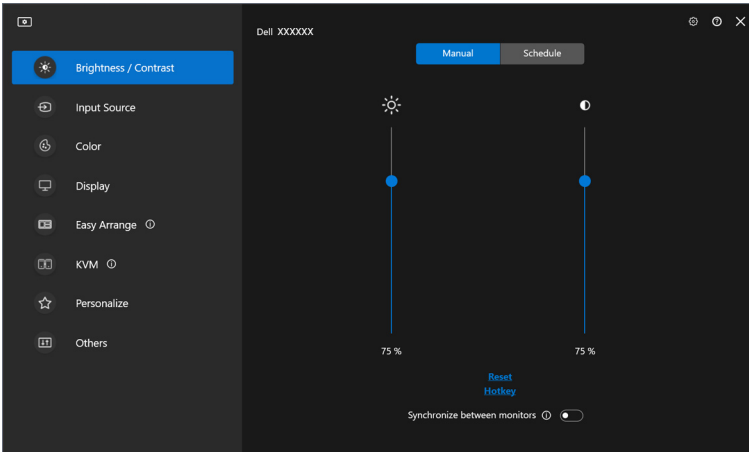 Dell XXXXXX
Manual Schedule
Brightness / Contrast
Input Source
Color
Display
Easy Arrange
KVM
Personalize
Others
75 % 75 %
Reset
Hotkey
Synchronize between monitors